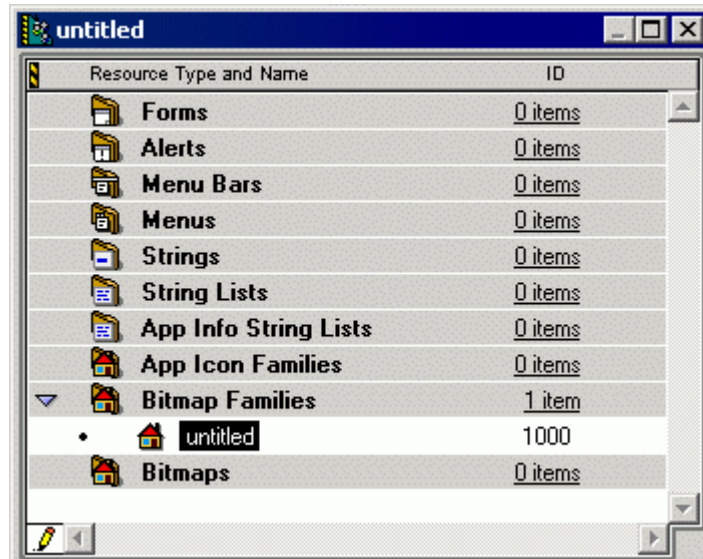 untitled
Resource Type and Name ID
Forms 0 items
Alerts 0 items
Menu Bars 0 items
Menus 0 items
Strings 0 items
String Lists 0 items
App Info String Lists 0 items
App Icon Families 0 items
Bitmap Families 1 item
untitled 1000
Bitmaps 0 items